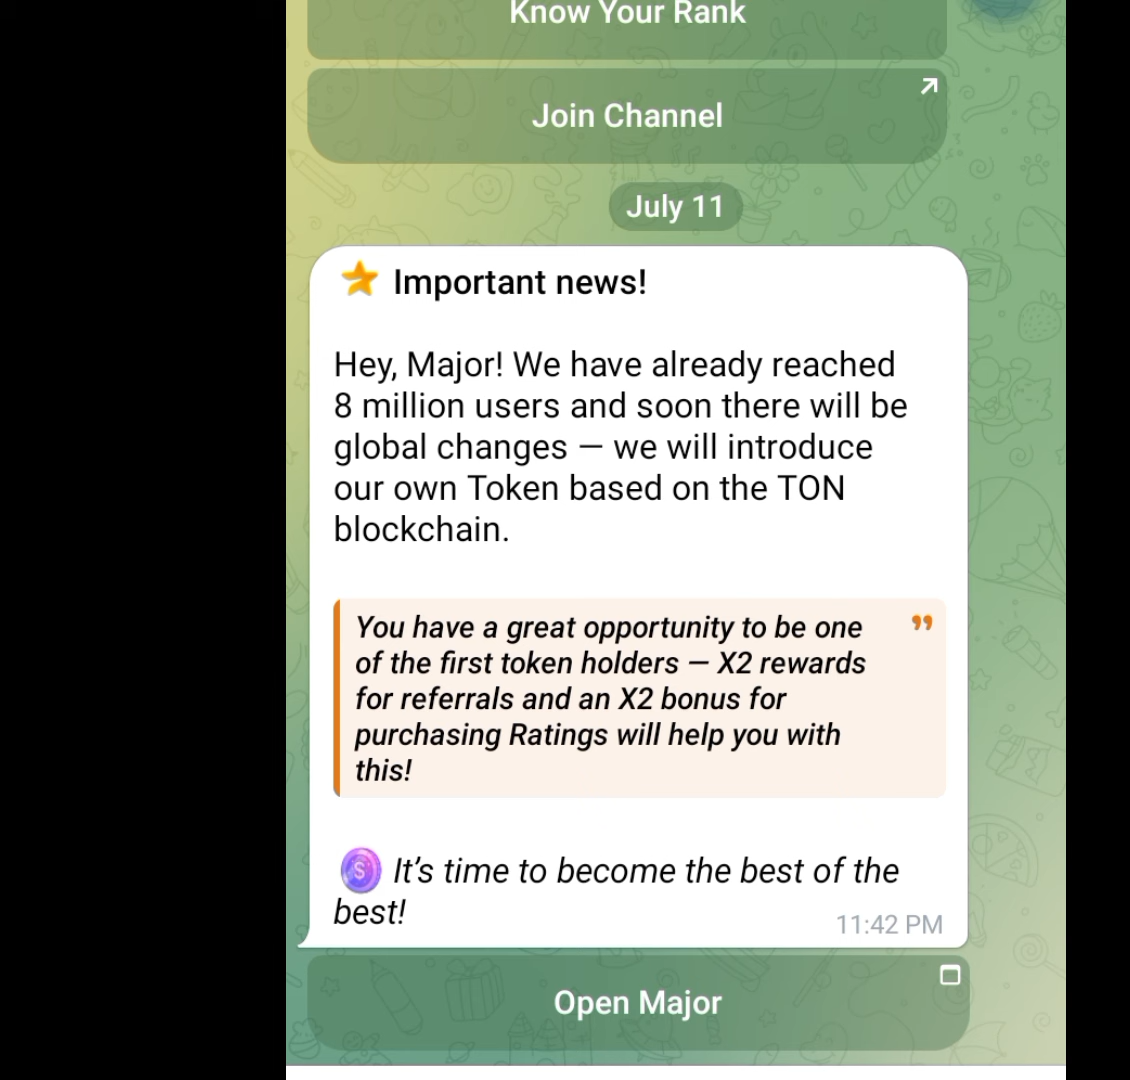 Know Your Rank
Join Channel
July 11
Important news!
Hey, Major! We have already reached
8 million users and soon there will be
global changes — we will introduce
our own Token based on the TON
blockchain.
You have a great opportunity to be one
of the first token holders — X2 rewards
for referrals and an X2 bonus for
purchasing Ratings will help you with
this!
It’s time to become the best of the
best!
11:42 PM
Open Major